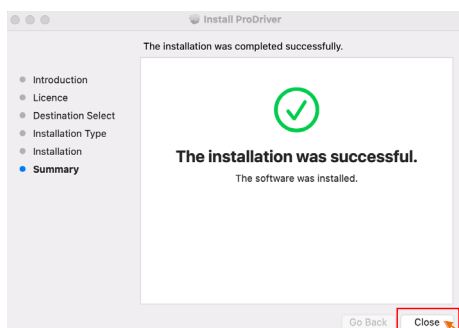 Install ProDriver
The installation was completed successfully.
Introduction
Licence
Destination Select
Installation Type
Installation
Summary
The installation was successful.
The software was installed.
Go Back
Close